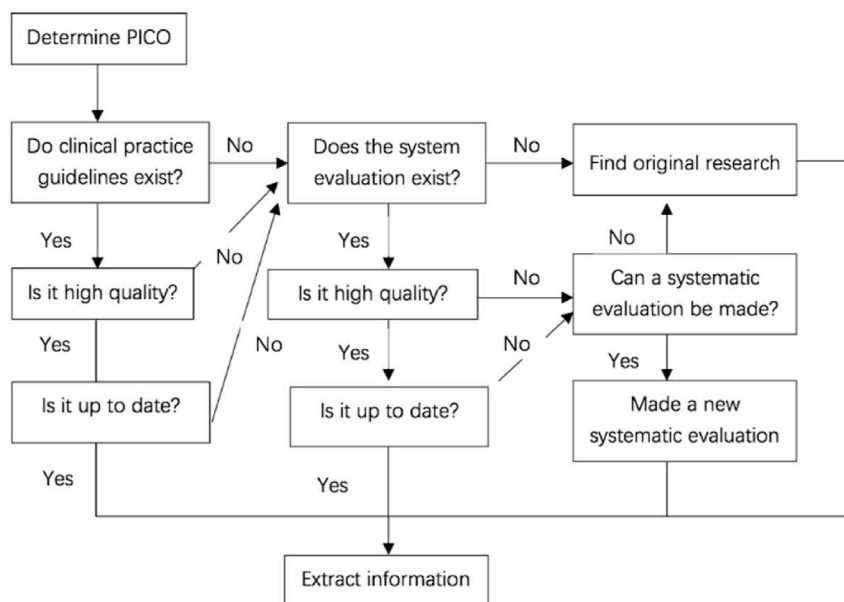 Determine PICO
Do clinical practice
guidelines exist?
No
Does the system
evaluation exist?
No
Find original research
Yes
No
Yes
No
Is it high quality?
Is it high quality?
No
Can a systematic
evaluation be made?
Yes
No
Yes
No
Yes
Is it up to date?
Is it up to date?
Made a new
systematic evaluation
Yes
Yes
Extract information